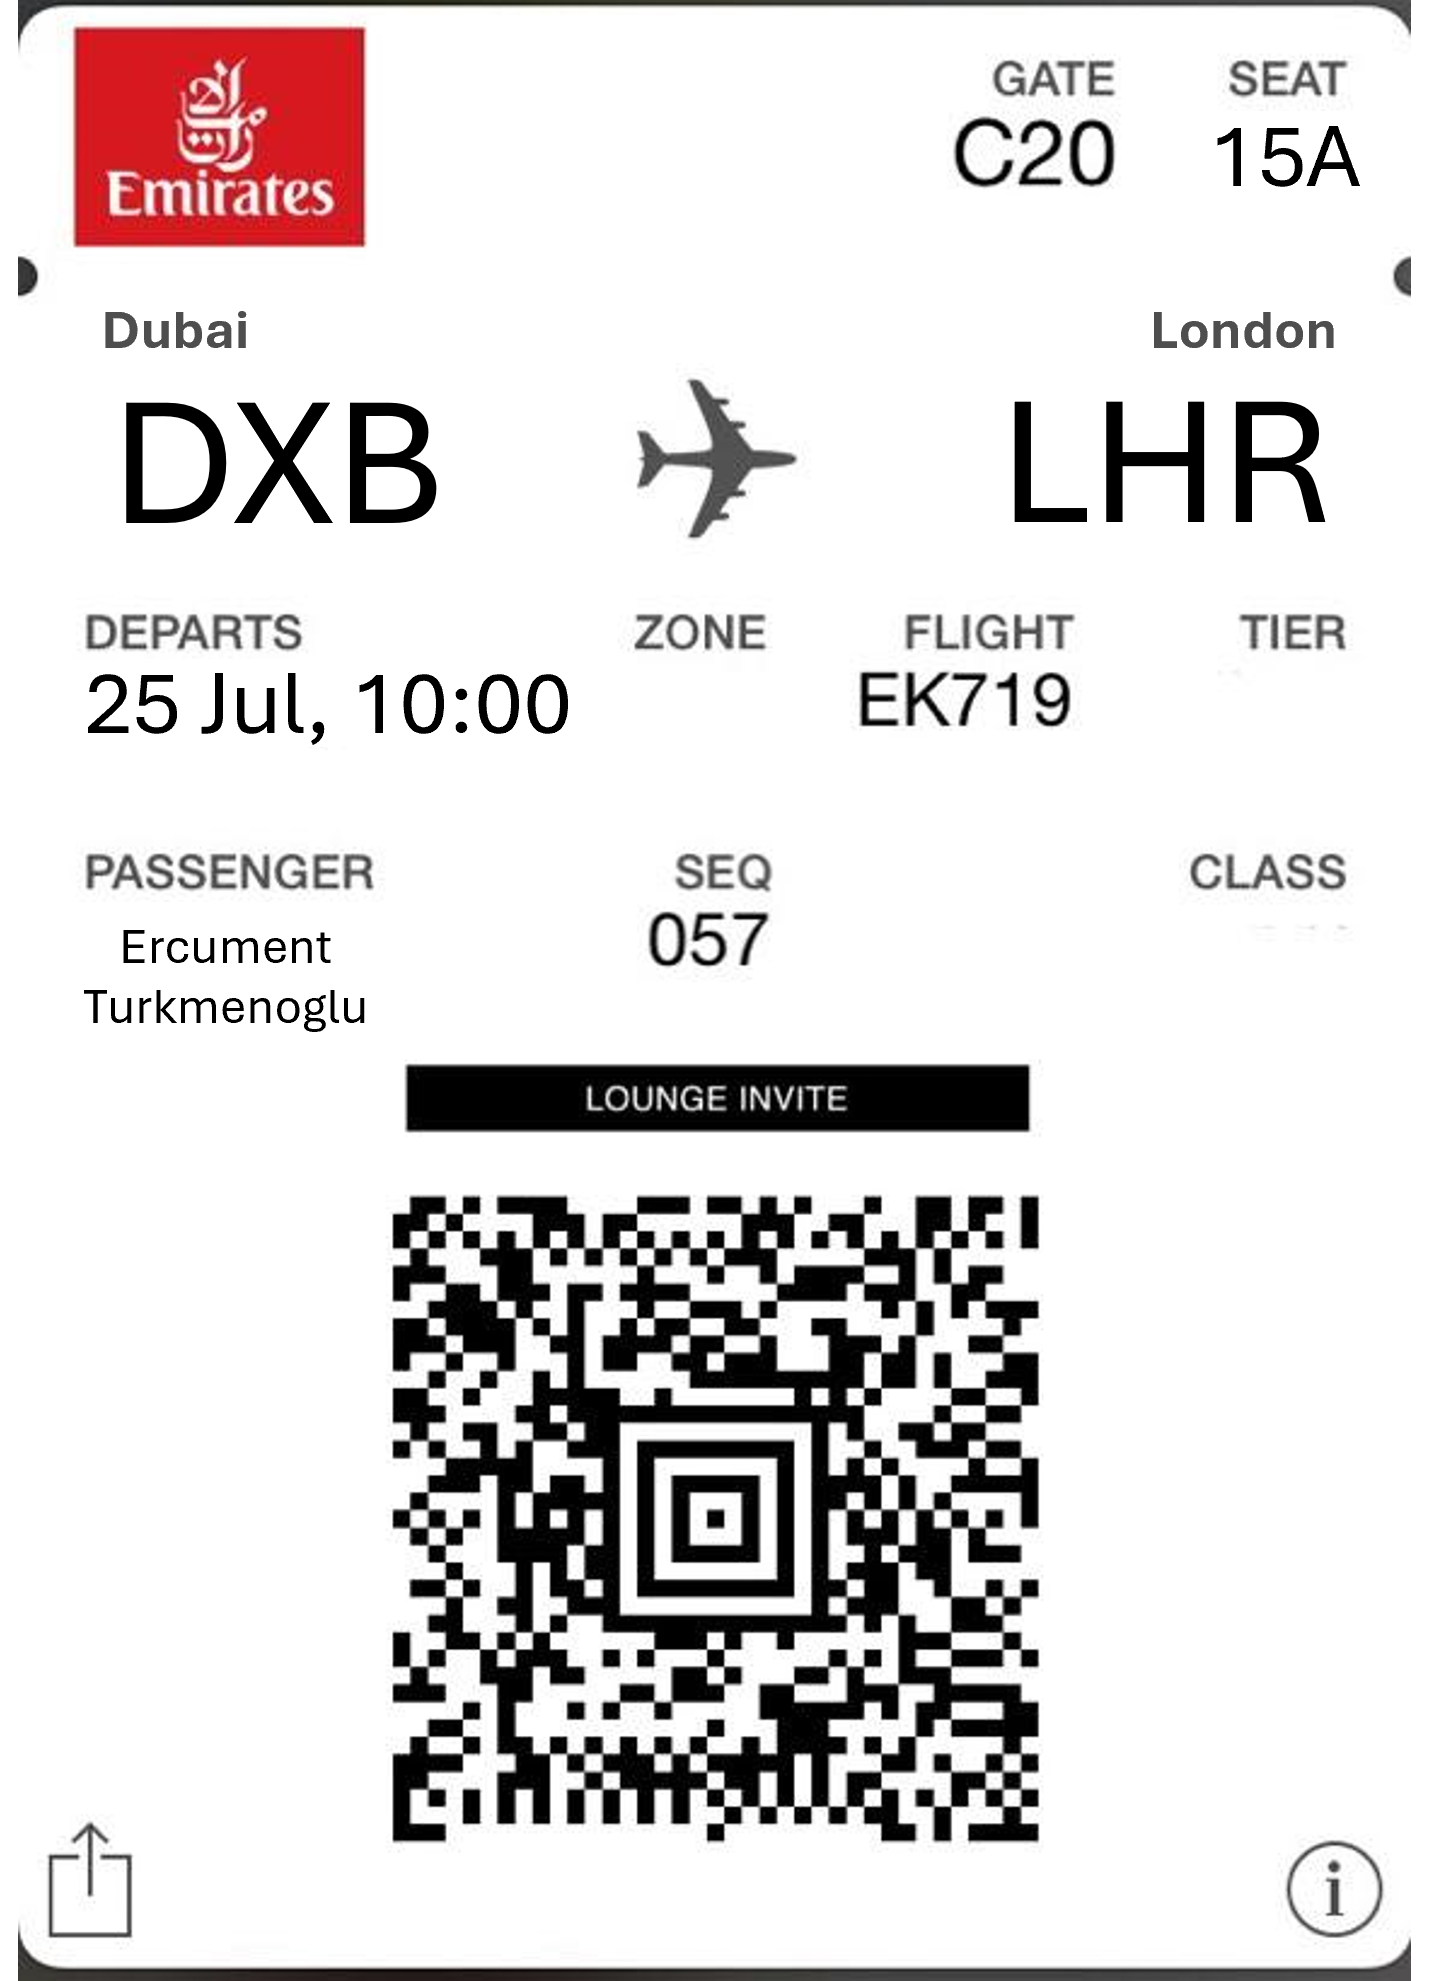 امارات
Emirates
GATE SEAT
C20 15A
Dubai London
DXB LHR
DEPARTS ZONE FLIGHT TIER
25 Jul, 10:00 EK719
PASSENGER SEQ CLASS
Ercument 057
Turkmenoglu
LOUNGE INVITE
i